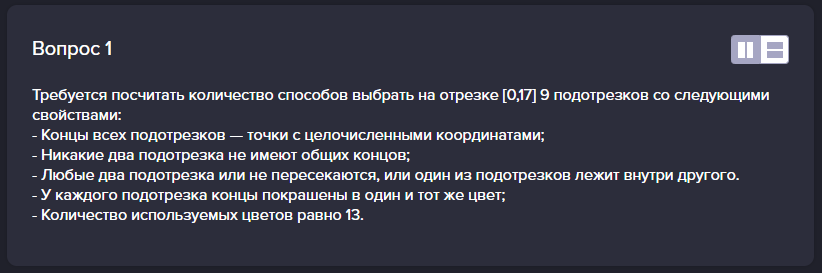 Вопрос 1
Требуется посчитать количество способов выбрать на отрезке [0,17] 9 подотрезков со следующими
свойствами:
- Концы всех подотрезков — точки с целочисленными координатами;
- Никакие два подотрезка не имеют общих концов;
- Любые два подотрезка или не пересекаются, или один из подотрезков лежит внутри другого.
- У каждого подотрезка концы покрашены в один и тот же цвет;
- Количество используемых цветов равно 13.